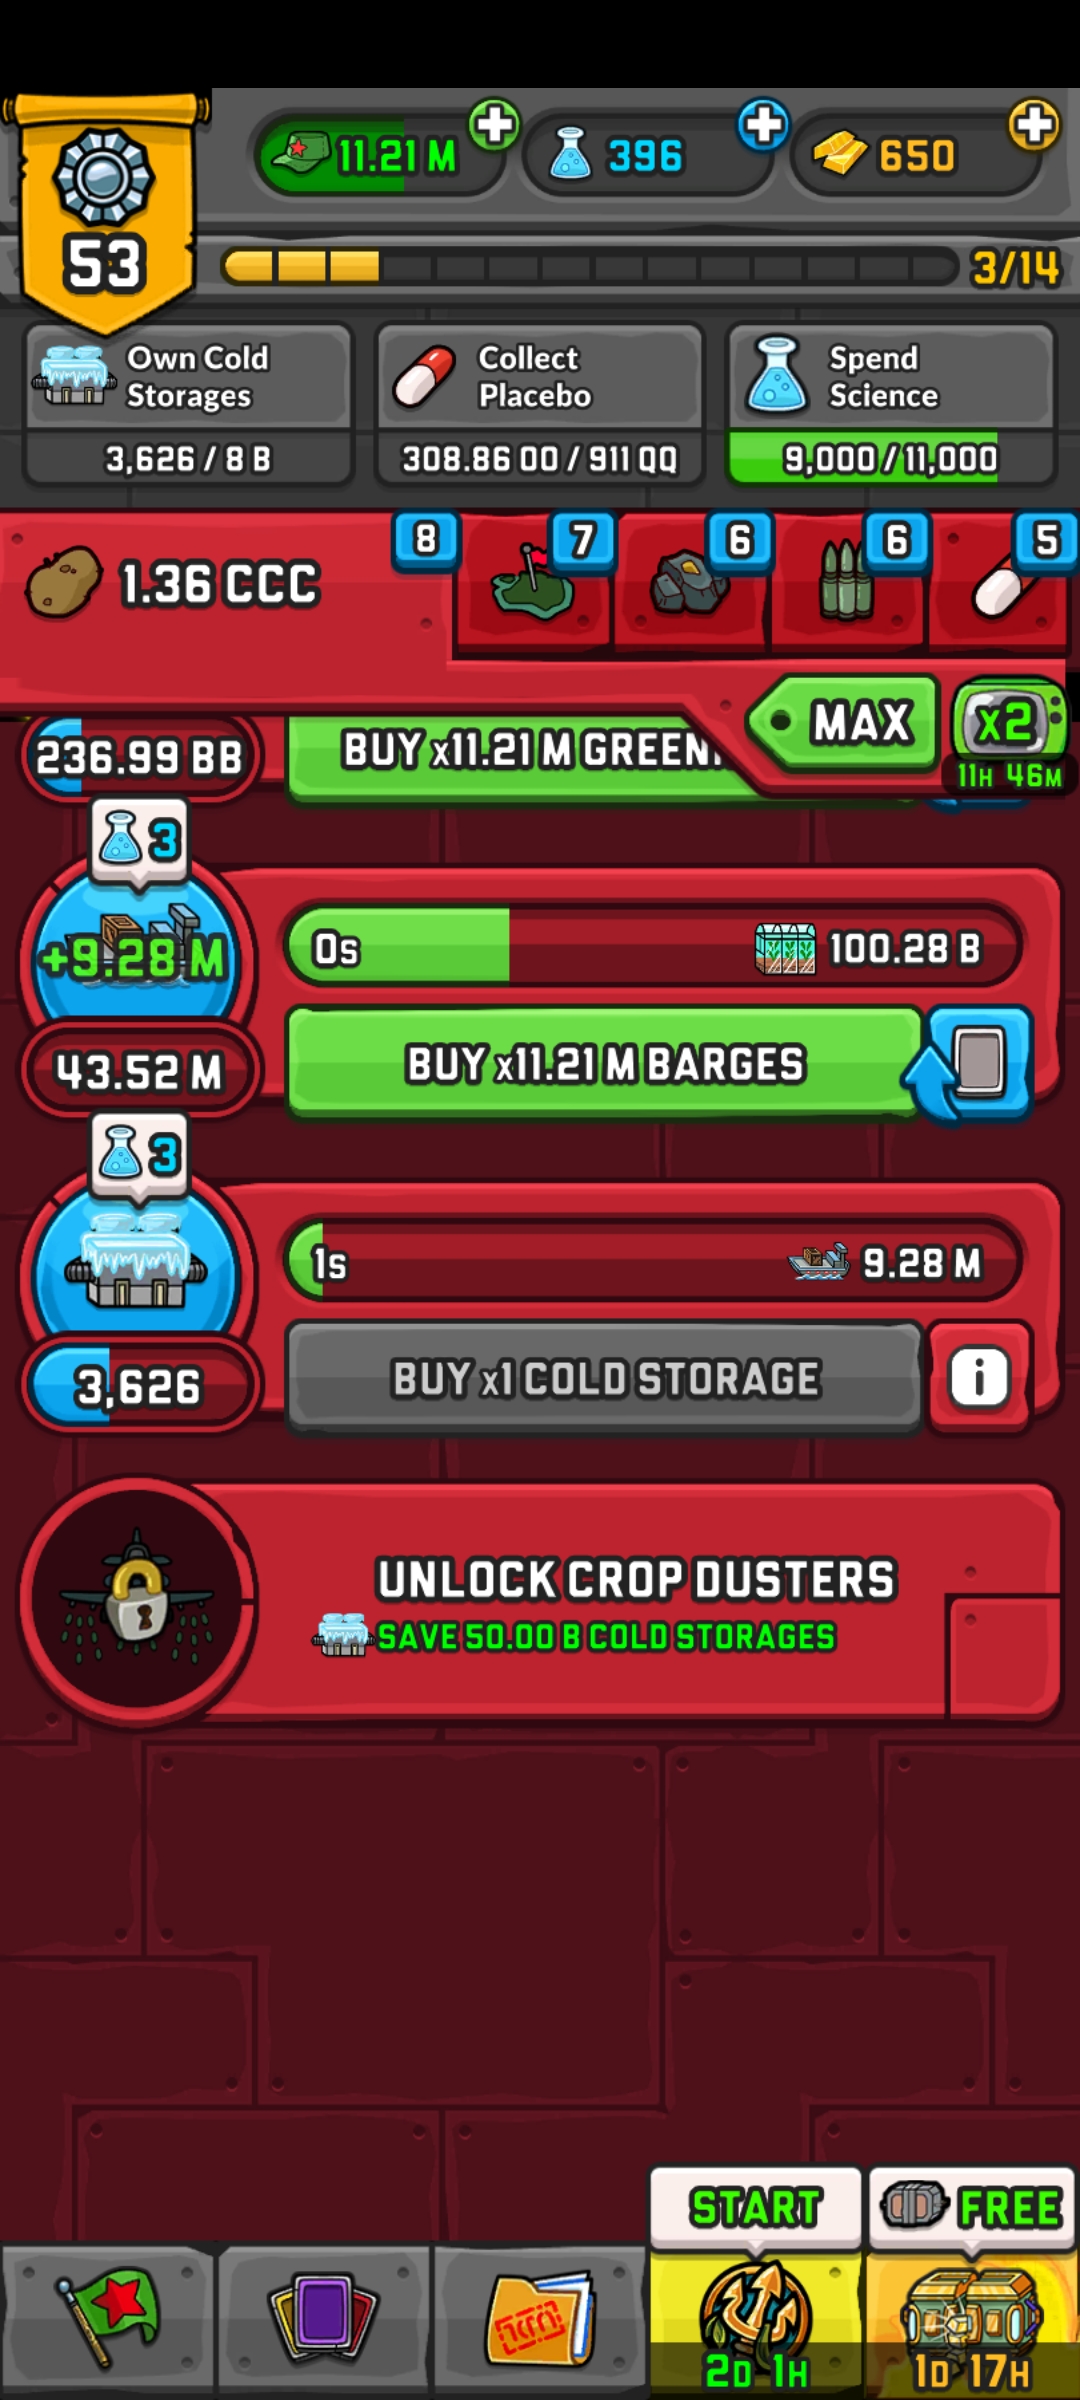 11.21 M
396
650
53
3/14
Own Cold
Storages
3,626 / 8 B
Collect
Placebo
308.86 OO / 911 QQ
Spend
Science
9,000 / 11,000
1.36 CCC
8
7
6
6
5
MAX
x2
11H 46M
236.99 BB
BUY x11.21 M GREEN
3
+9.28 M
43.52 M
0s
100.28 B
BUY x11.21 M BARGES
3
3,626
1s
9.28 M
BUY x1 COLD STORAGE
i
UNLOCK CROP DUSTERS
SAVE 50.00 B COLD STORAGES
START
FREE
2D 1H
1D 17H